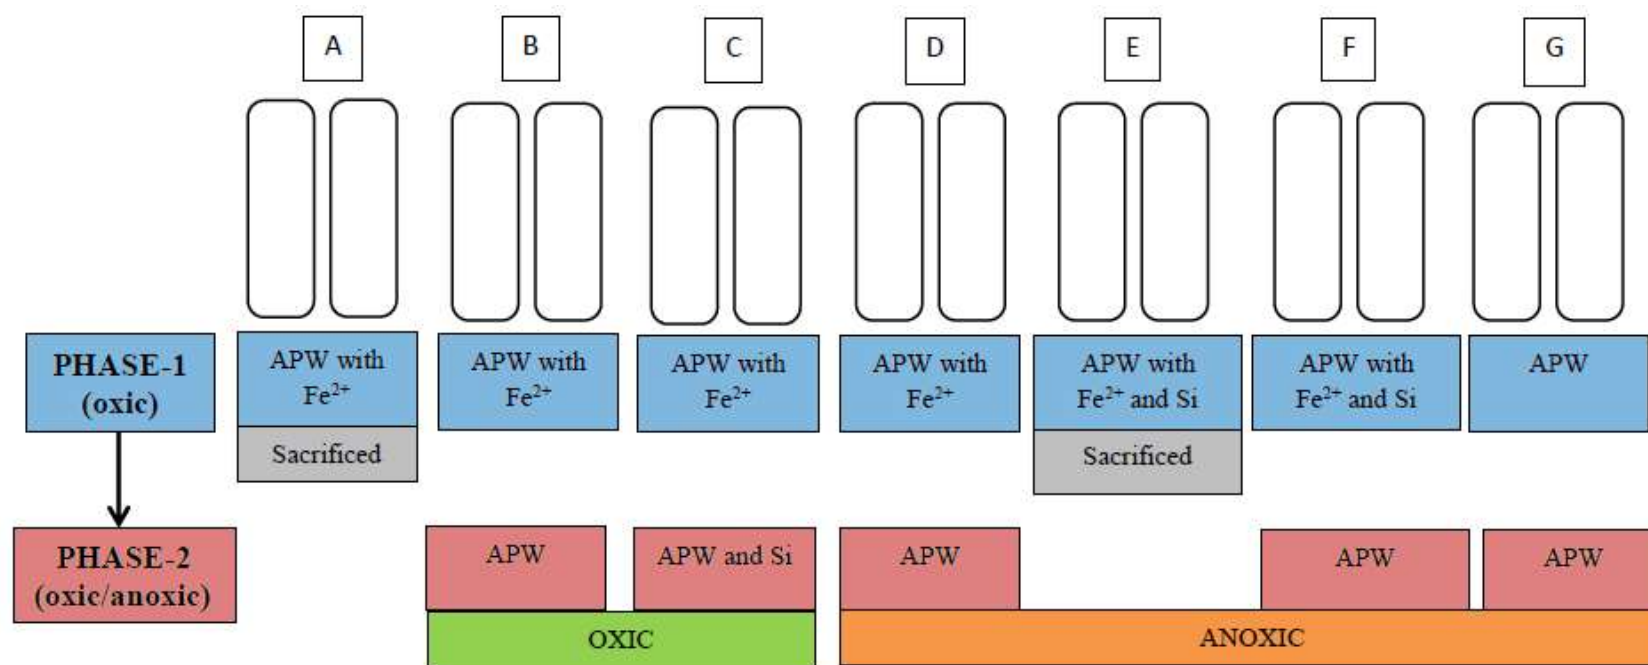 A
B
C
D
E
F
G
PHASE-1
(oxic)
APW with
Fe²⁺
APW with
Fe²⁺
APW with
Fe²⁺
APW with
Fe²⁺
APW with
Fe²⁺ and Si
APW with
Fe²⁺ and Si
APW
Sacrificed
Sacrificed
PHASE-2
(oxic/anoxic)
APW
APW and Si
APW
APW
APW
OXIC
ANOXIC